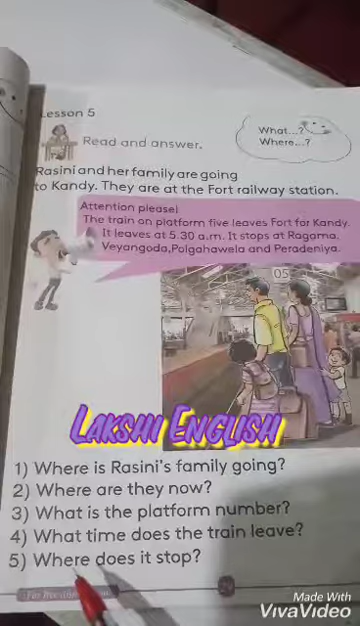 Lesson 5
What...?
Where...?
Read and answer.
Rasini and her family are going
to Kandy. They are at the Fort railway station.
Attention please!
The train on platform five leaves Fort for Kandy.
It leaves at 5.30 a.m. It stops at Ragama,
Veyangoda,Polgahawela and Peradeniya.
05
LAKSHI ENGLISH
1) Where is Rasini's family going?
2) Where are they now?
3) What is the platform number?
4) What time does the train leave?
5) Where does it stop?
Made With
VivaVideo